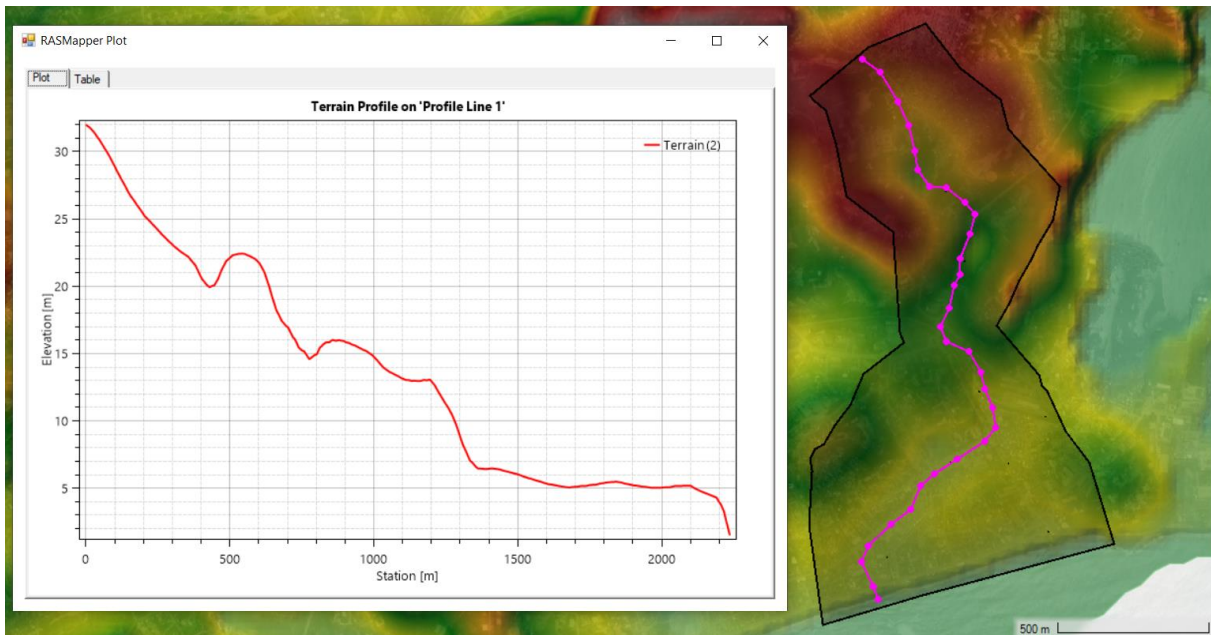 RASMapper Plot
Plot Table
Terrain Profile on 'Profile Line 1'
Terrain (2)
30
25
20
15
10
5
Elevation [m]
0 500 1000 1500 2000
Station [m]
500 m